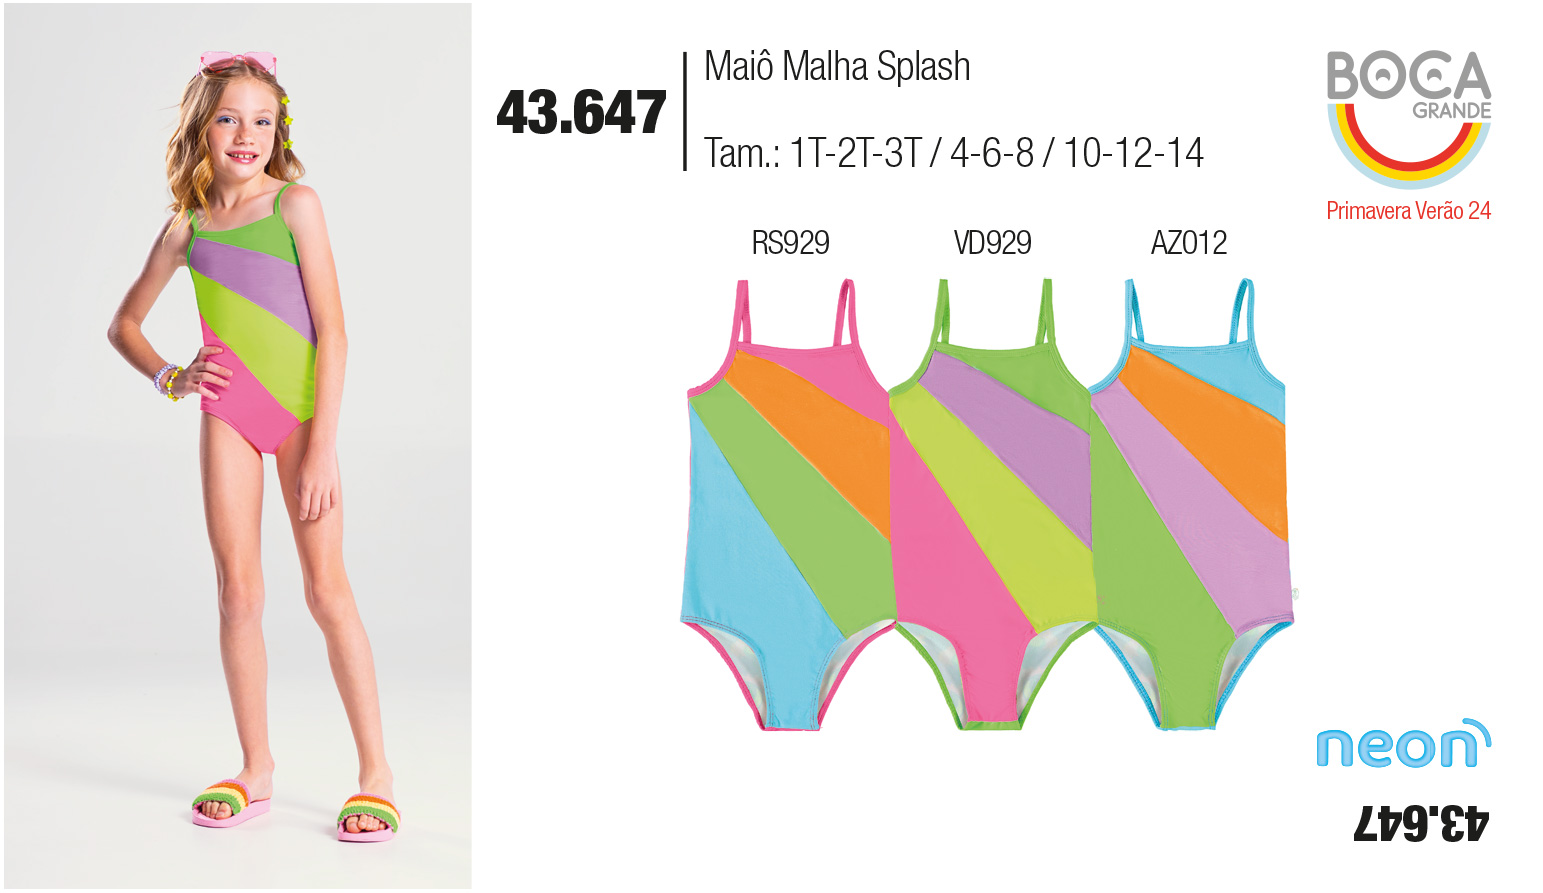 43.647
Maiô Malha Splash
Tam.: 1T-2T-3T / 4-6-8 / 10-12-14
BOCA
GRANDE
Primavera Verão 24
RS929
VD929
AZ012
neon
43.647